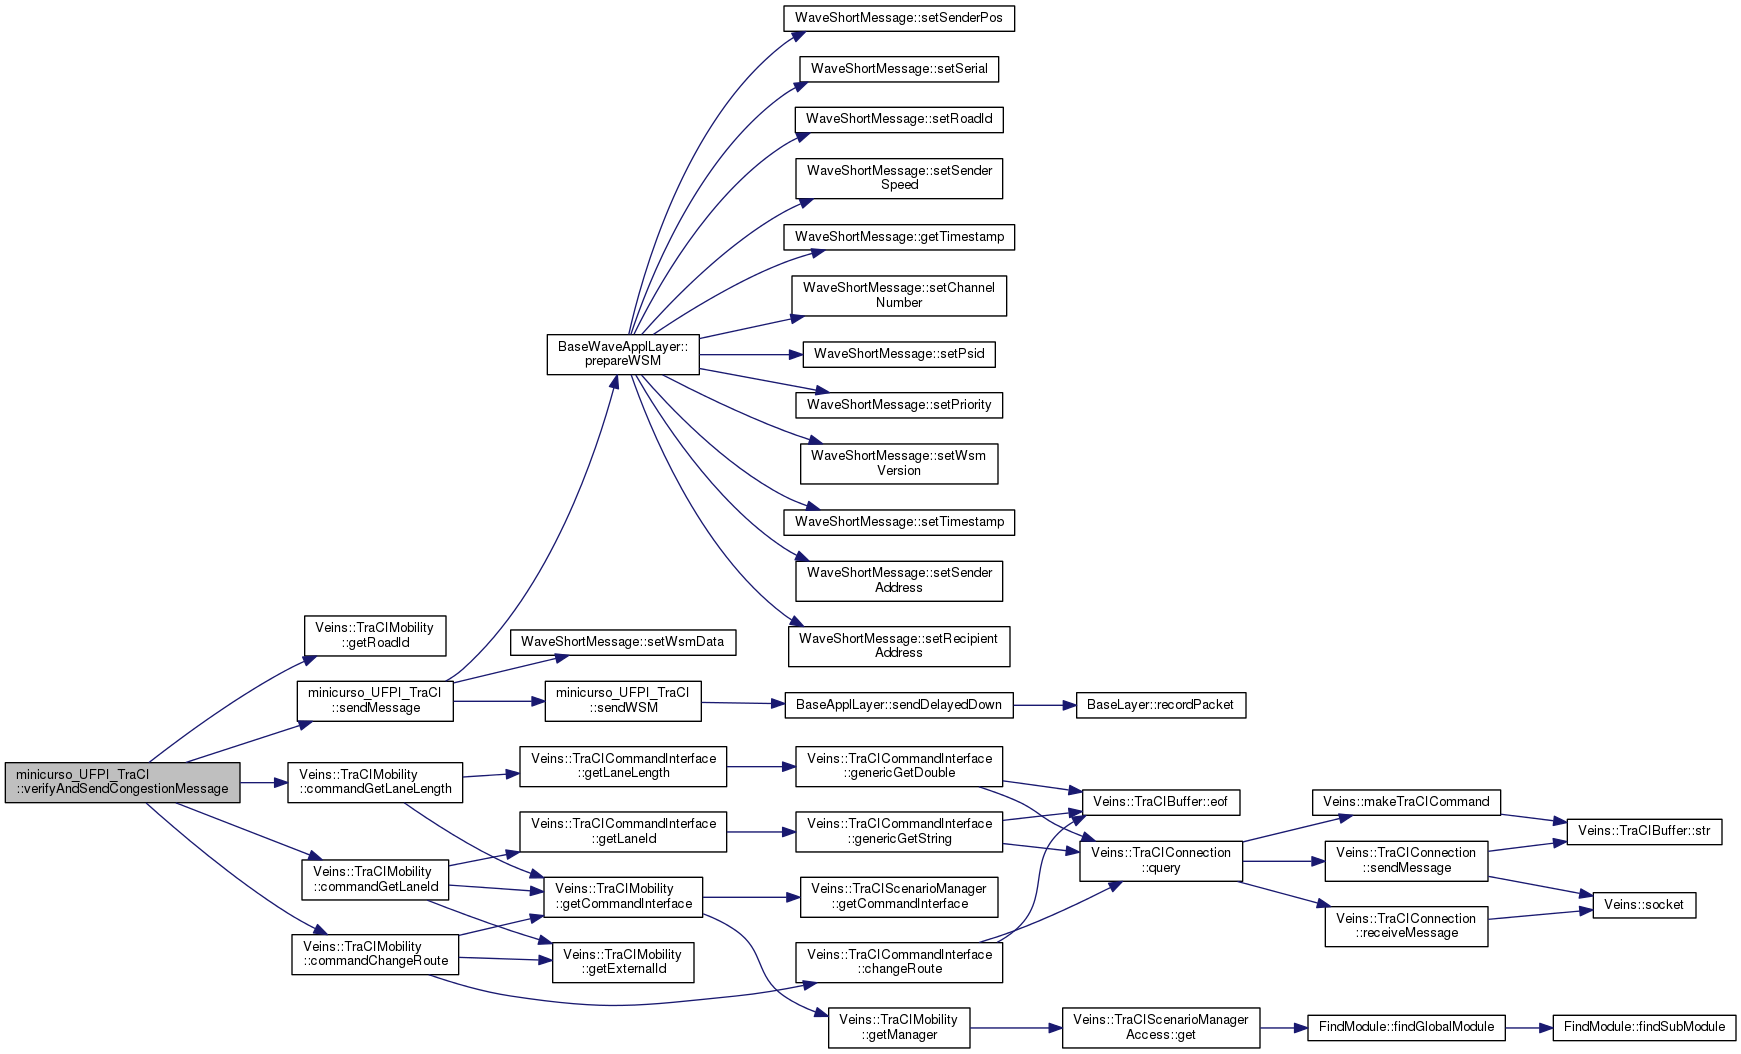 WaveShortMessage::setSenderPos
WaveShortMessage::setSerial
WaveShortMessage::setRoadId
WaveShortMessage::setSender
Speed
WaveShortMessage::getTimestamp
WaveShortMessage::setChannel
Number
BaseWaveApplLayer::
prepareWSM
WaveShortMessage::setPsid
WaveShortMessage::setPriority
WaveShortMessage::setWsm
Version
WaveShortMessage::setTimestamp
WaveShortMessage::setSender
Address
WaveShortMessage::setRecipient
Address
Veins::TraCIMobility
::getRoadId
WaveShortMessage::setWsmData
minicurso_UFPI_TraCI
::sendMessage
minicurso_UFPI_TraCI
::sendWSM
BaseApplLayer::sendDelayedDown
BaseLayer::recordPacket
minicurso_UFPI_TraCI
::verifyAndSendCongestionMessage
Veins::TraCIMobility
::commandGetLaneLength
Veins::TraCICommandInterface
::getLaneLength
Veins::TraCICommandInterface
::genericGetDouble
Veins::TraCIBuffer::eof
Veins::makeTraCICommand
Veins::TraCIBuffer::str
Veins::TraCICommandInterface
::getLaneId
Veins::TraCICommandInterface
::genericGetString
Veins::TraCIConnection
::query
Veins::TraCIConnection
::sendMessage
Veins::TraCIMobility
::commandGetLaneId
Veins::TraCIMobility
::getCommandInterface
Veins::TraCIScenarioManager
::getCommandInterface
Veins::socket
Veins::TraCIConnection
::receiveMessage
Veins::TraCIMobility
::commandChangeRoute
Veins::TraCIMobility
::getExternalId
Veins::TraCICommandInterface
::changeRoute
Veins::TraCIMobility
::getManager
Veins::TraCIScenarioManager
Access::get
FindModule::findGlobalModule
FindModule::findSubModule